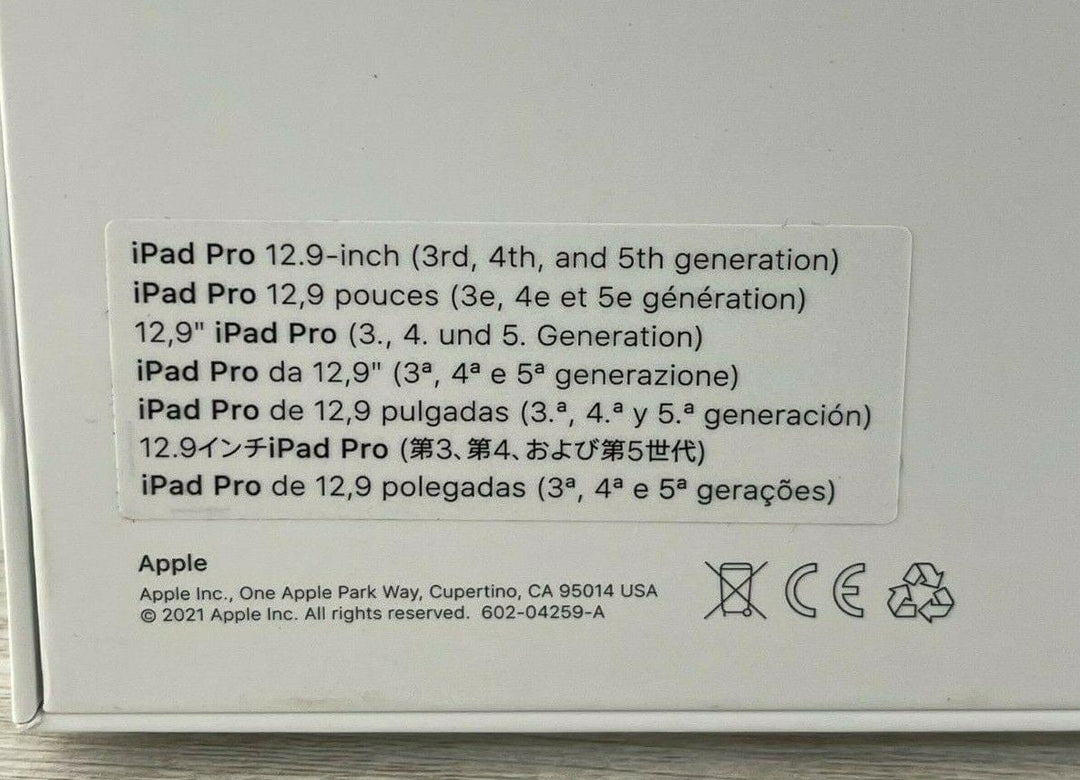 iPad Pro 12.9-inch (3rd, 4th, and 5th generation)
iPad Pro 12,9 pouces (3e, 4e et 5e génération)
12,9" iPad Pro (3., 4. und 5. Generation)
iPad Pro da 12,9" (3ª, 4ª e 5ª generazione)
iPad Pro de 12,9 pulgadas (3.ª, 4.ª y 5.ª generación)
12.9インチiPad Pro (第3、第4、および第5世代)
iPad Pro de 12,9 polegadas (3ª, 4ª e 5ª gerações)
Apple
Apple Inc., One Apple Park Way, Cupertino, CA 95014 USA
© 2021 Apple Inc. All rights reserved. 602-04259-A
CE